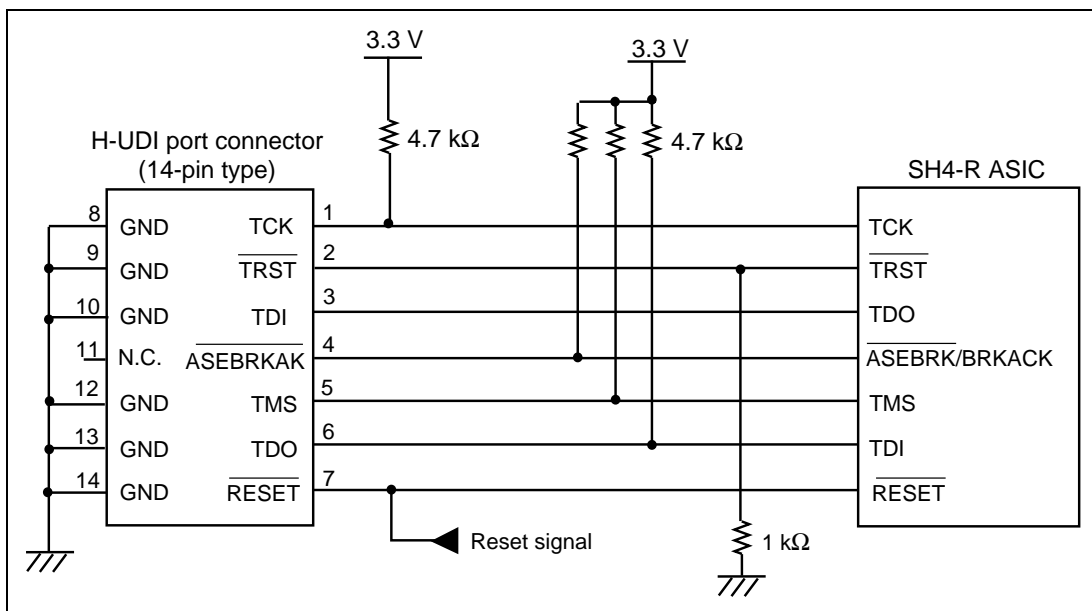 3.3 V
3.3 V
4.7 kΩ
4.7 kΩ
H-UDI port connector
(14-pin type)
SH4-R ASIC
8 GND TCK 1 TCK
9 GND TRST 2 TRST
10 GND TDI 3 TDO
11 N.C. ASEBRKAK 4 ASEBRK/BRKACK
12 GND TMS 5 TMS
13 GND TDO 6 TDI
14 GND RESET 7 RESET
Reset signal
1 kΩ